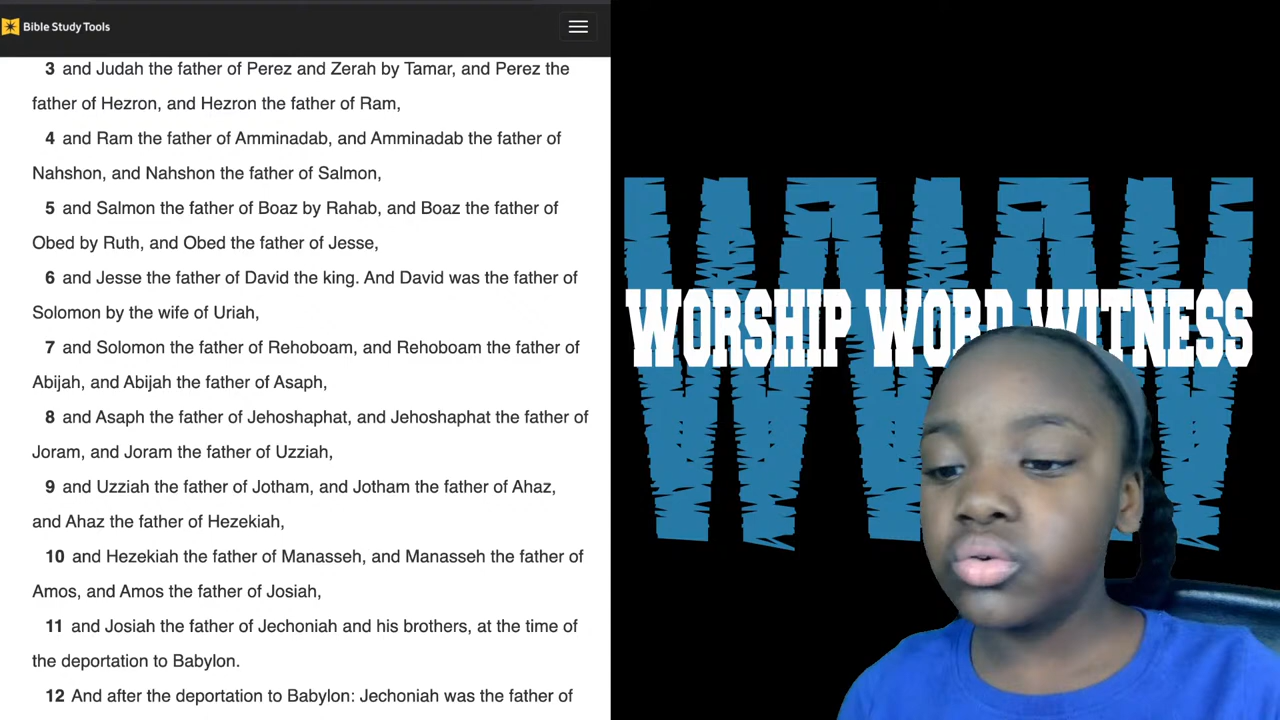 Bible Study Tools
3 and Judah the father of Perez and Zerah by Tamar, and Perez the
father of Hezron, and Hezron the father of Ram,
4 and Ram the father of Amminadab, and Amminadab the father of
Nahshon, and Nahshon the father of Salmon,
5 and Salmon the father of Boaz by Rahab, and Boaz the father of
Obed by Ruth, and Obed the father of Jesse,
6 and Jesse the father of David the king. And David was the father of
Solomon by the wife of Uriah,
7 and Solomon the father of Rehoboam, and Rehoboam the father of
Abijah, and Abijah the father of Asaph,
8 and Asaph the father of Jehoshaphat, and Jehoshaphat the father of
Joram, and Joram the father of Uzziah,
9 and Uzziah the father of Jotham, and Jotham the father of Ahaz,
and Ahaz the father of Hezekiah,
10 and Hezekiah the father of Manasseh, and Manasseh the father of
Amos, and Amos the father of Josiah,
11 and Josiah the father of Jechoniah and his brothers, at the time of
the deportation to Babylon.
12 And after the deportation to Babylon: Jechoniah was the father of
WWW
WORSHIP WORD WITNESS